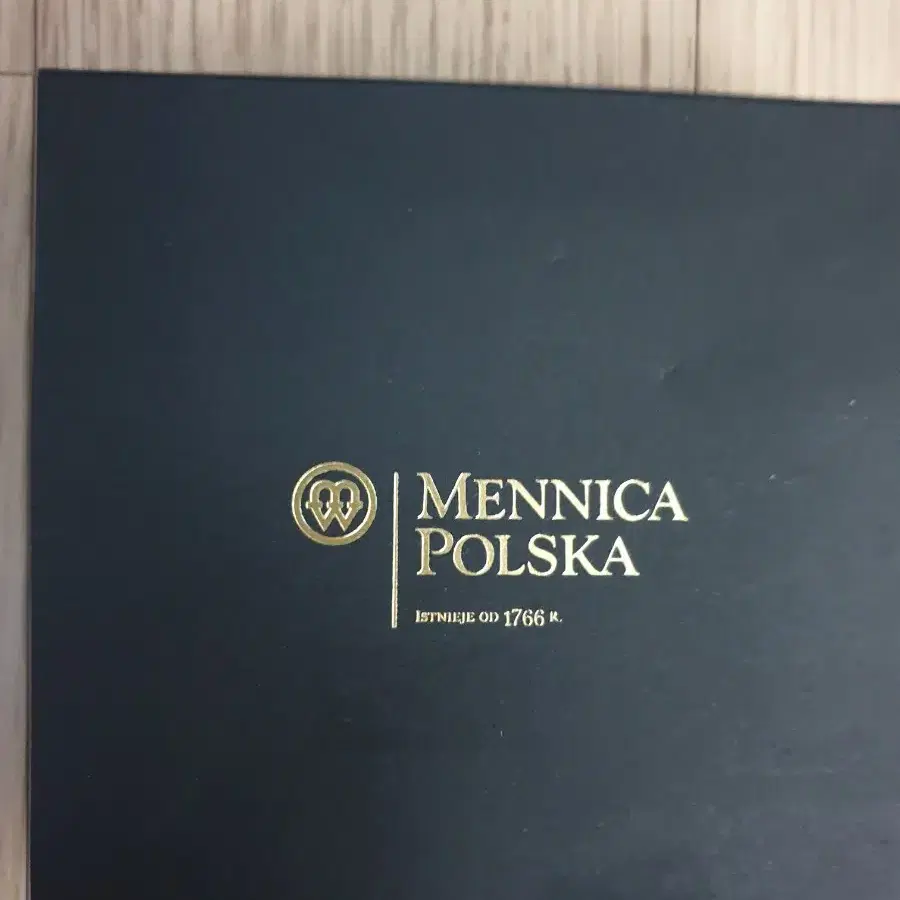 MENNICA
POLSKA
ISTNIEJE OD 1766 R.